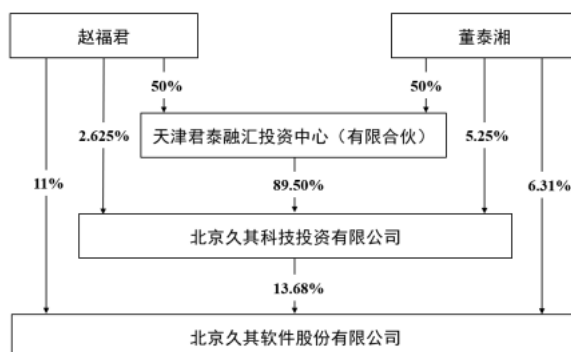 赵福君
董泰湘
50%
50%
2.625%
天津君泰融汇投资中心（有限合伙）
5.25%
11%
89.50%
6.31%
北京久其科技投资有限公司
13.68%
北京久其软件股份有限公司